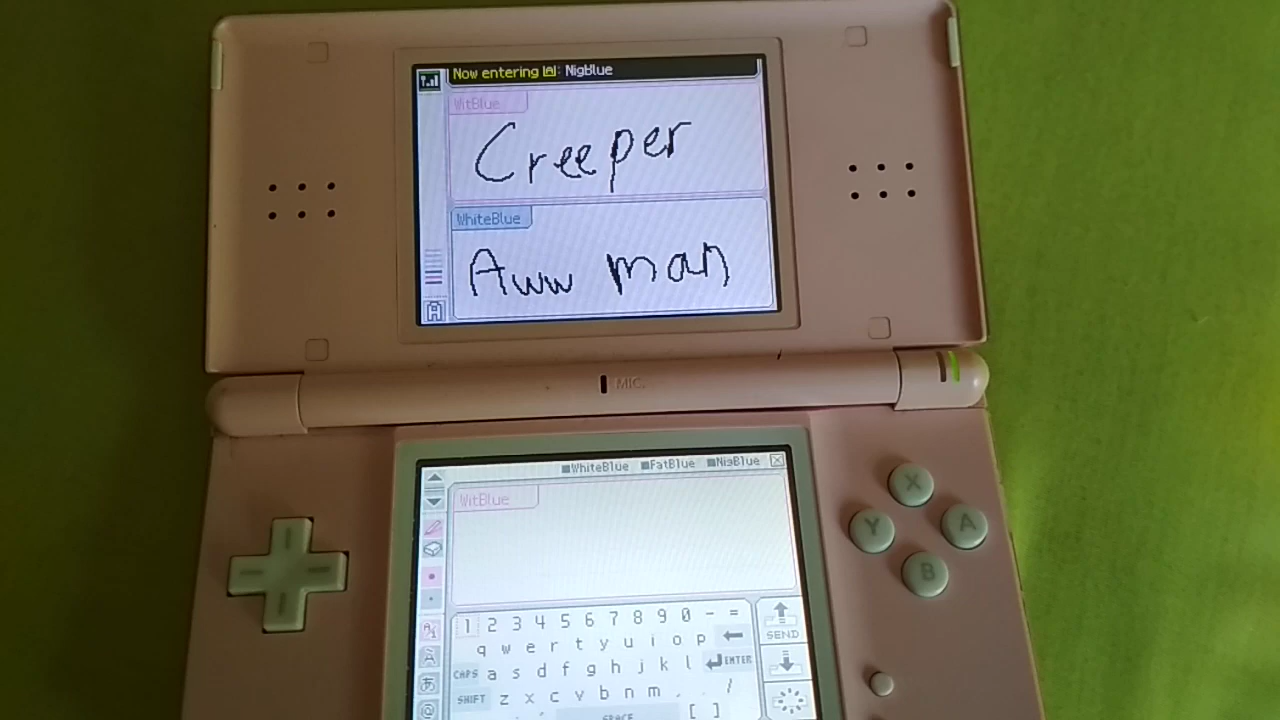 Now entering A: NigBlue
WitBlue
Creeper
WhiteBlue
Aww man
A
MIC.
WhiteBlue FatBlue NigBlue
WitBlue
1 2 3 4 5 6 7 8 9 0 - =
q w e r t y u i o p
CAPS a s d f g h j k l ENTER
SHIFT z x c v b n m , . /
SPACE [ ]
SEND
あ
@
X
Y A
B